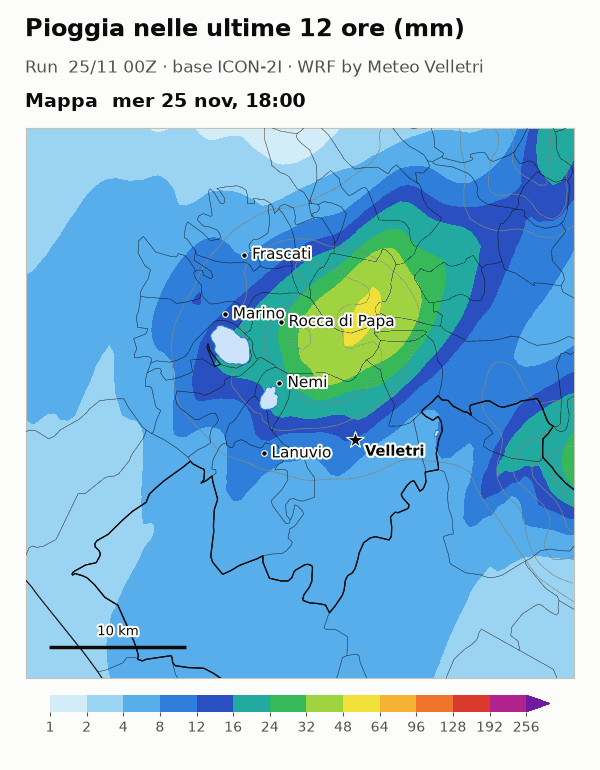 Pioggia nelle ultime 12 ore (mm)
Run  25/11 00Z · base ICON-2I · WRF by Meteo Velletri
Mappa  mer 25 nov, 18:00
Frascati
Marino
Rocca di Papa
Nemi
Velletri
Lanuvio
10 km
1 2 4 8 12 16 24 32 48 64 96 128 192 256